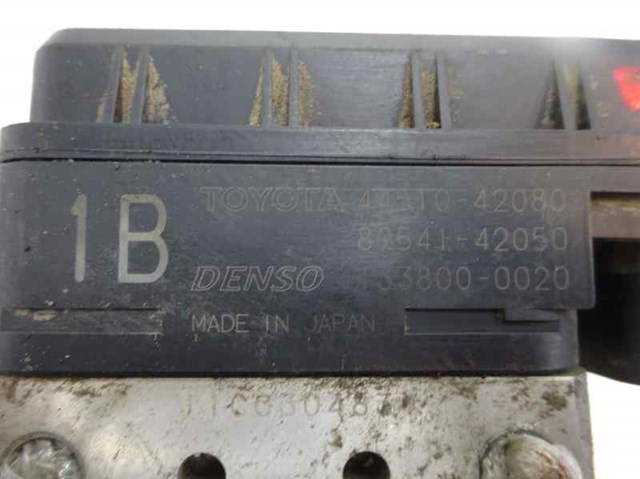 1B
TOYOTA 44510-42080
89541-42050
DENSO 133800-0020
MADE IN JAPAN